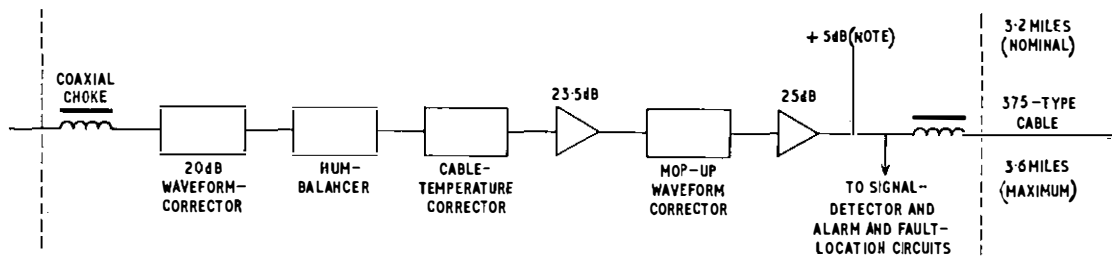 COAXIAL
CHOKE
20dB
WAVEFORM-
CORRECTOR
HUM-
BALANCER
CABLE-
TEMPERATURE
CORRECTOR
23·5dB
MOP-UP
WAVEFORM
CORRECTOR
25dB
+ 5dB (NOTE)
TO SIGNAL-
DETECTOR AND
ALARM AND FAULT-
LOCATION CIRCUITS
3·2 MILES
(NOMINAL)
375-TYPE
CABLE
3·6 MILES
(MAXIMUM)